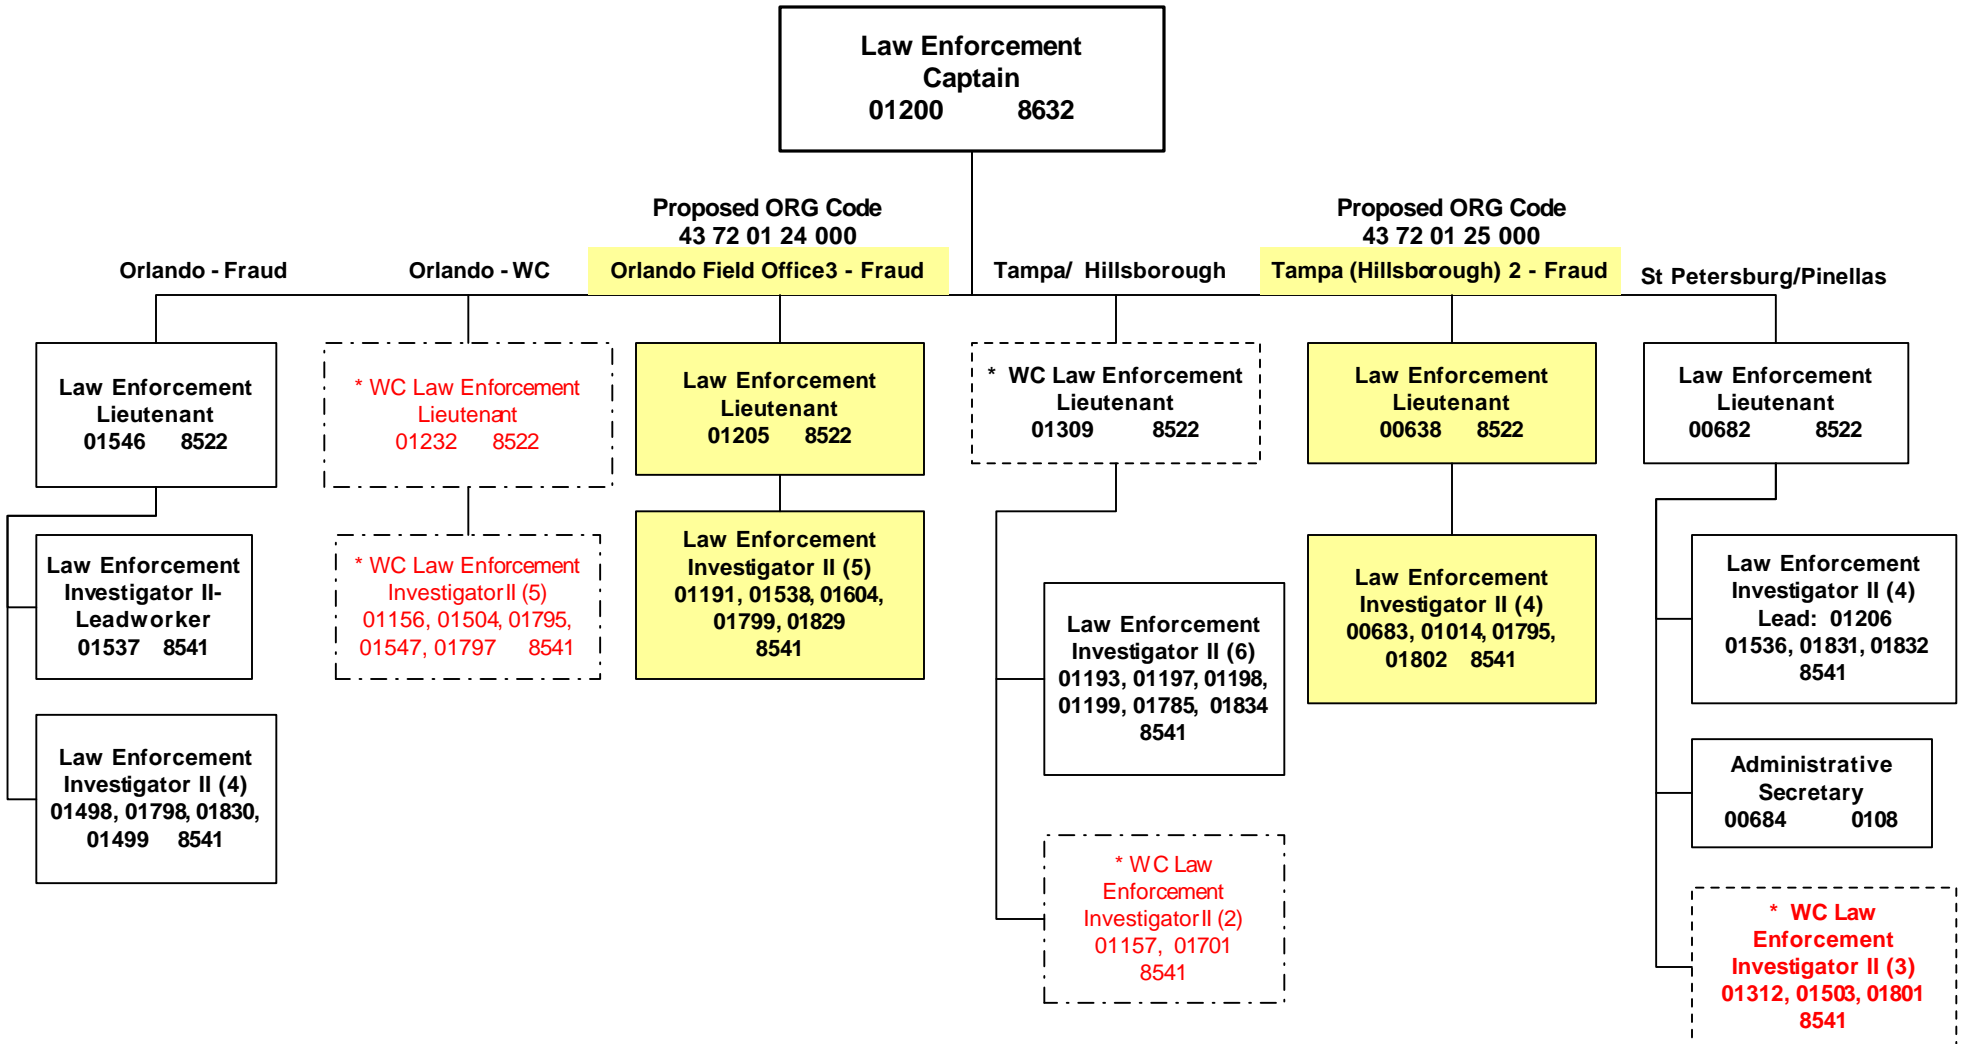 Law Enforcement
Captain
01200 8632
Proposed ORG Code
43 72 01 24 000
Proposed ORG Code
43 72 01 25 000
Orlando - Fraud
Orlando - WC
Orlando Field Office3 - Fraud
Tampa/ Hillsborough
Tampa (Hillsborough) 2 - Fraud
St Petersburg/Pinellas
Law Enforcement
Lieutenant
01546 8522
* WC Law Enforcement
Lieutenant
01232 8522
Law Enforcement
Lieutenant
01205 8522
* WC Law Enforcement
Lieutenant
01309 8522
Law Enforcement
Lieutenant
00638 8522
Law Enforcement
Lieutenant
00682 8522
Law Enforcement
Investigator II-
Leadworker
01537 8541
* WC Law Enforcement
Investigator II (5)
01156, 01504, 01795,
01547, 01797 8541
Law Enforcement
Investigator II (5)
01191, 01538, 01604,
01799, 01829
8541
Law Enforcement
Investigator II (6)
01193, 01197, 01198,
01199, 01785, 01834
8541
Law Enforcement
Investigator II (4)
00683, 01014, 01795,
01802 8541
Law Enforcement
Investigator II (4)
Lead: 01206
01536, 01831, 01832
8541
Law Enforcement
Investigator II (4)
01498, 01798, 01830,
01499 8541
Administrative
Secretary
00684 0108
* WC Law
Enforcement
Investigator II (2)
01157, 01701
8541
* WC Law
Enforcement
Investigator II (3)
01312, 01503, 01801
8541